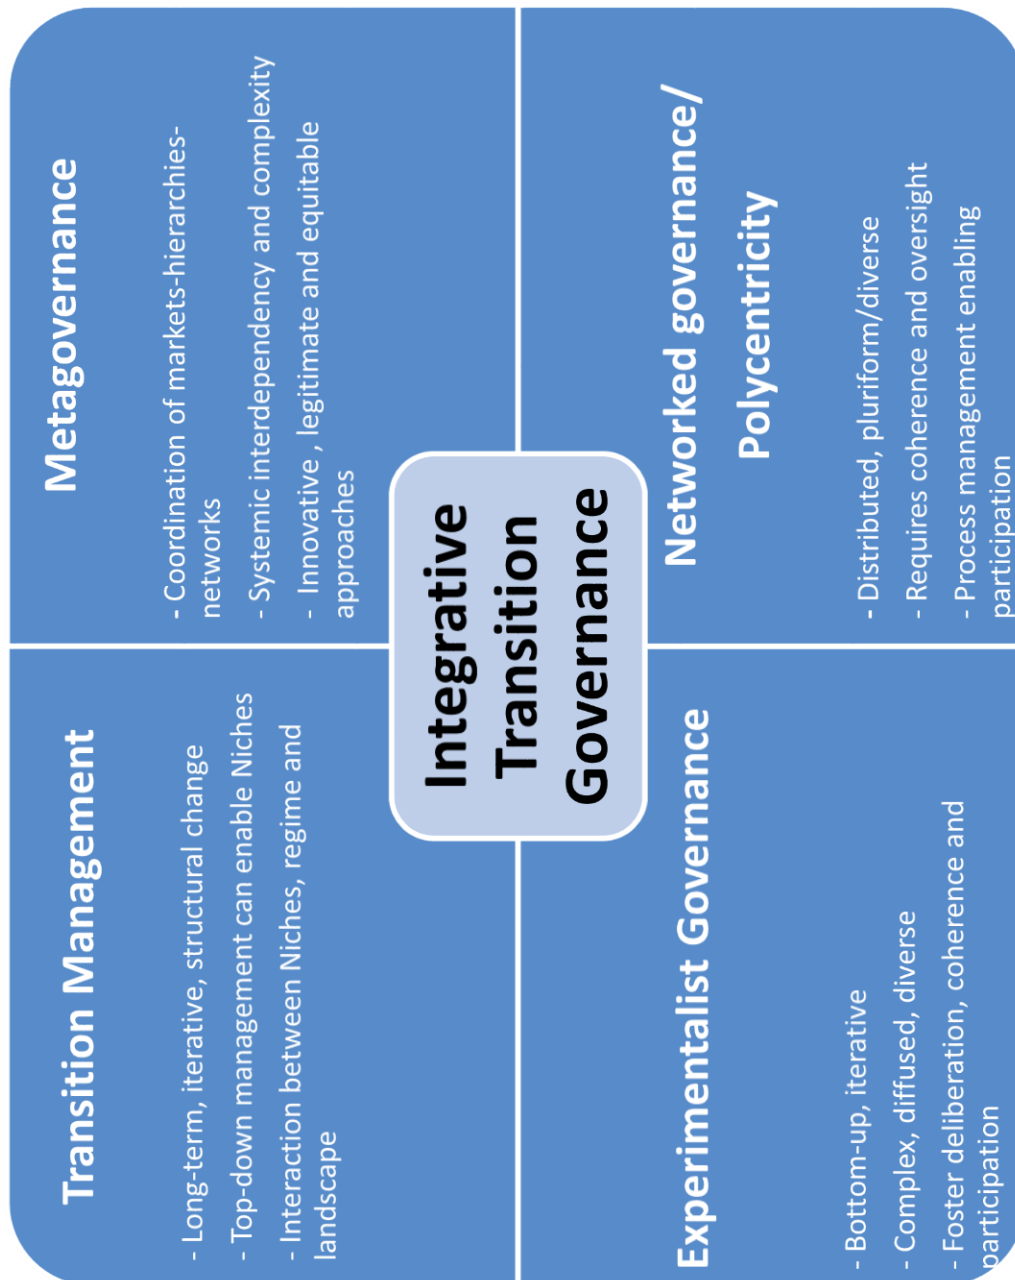 Transition Management
- Long-term, iterative, structural change
- Top-down management can enable Niches
- Interaction between Niches, regime and
landscape
Metagovernance
- Coordination of markets-hierarchies-
networks
- Systemic interdependency and complexity
- Innovative , legitimate and equitable
approaches
Integrative
Transition
Governance
Experimentalist Governance
- Bottom-up, iterative
- Complex, diffused, diverse
- Foster deliberation, coherence and
participation
Networked governance/
Polycentricity
- Distributed, pluriform/diverse
- Requires coherence and oversight
- Process management enabling
participation